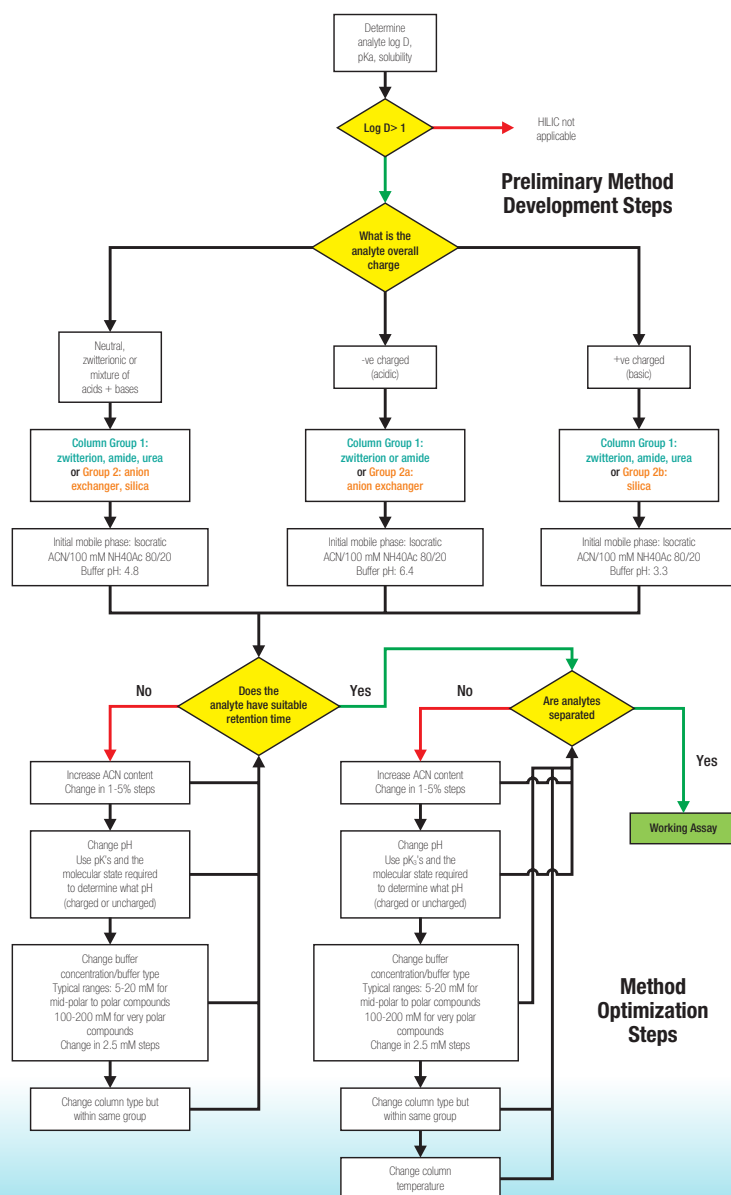 Determine
analyte log D,
pKa, solubility
Log D> 1
HILIC not
applicable
Preliminary Method
Development Steps
What is the
analyte overall
charge
Neutral,
zwitterionic or
mixture of
acids + bases
-ve charged
(acidic)
+ve charged
(basic)
Column Group 1:
zwitterion, amide, urea
or Group 2: anion
exchanger, silica
Column Group 1:
zwitterion or amide
or Group 2a:
anion exchanger
Column Group 1:
zwitterion, amide, urea
or Group 2b:
silica
Initial mobile phase: Isocratic
ACN/100 mM NH40Ac 80/20
Buffer pH: 4.8
Initial mobile phase: Isocratic
ACN/100 mM NH40Ac 80/20
Buffer pH: 6.4
Initial mobile phase: Isocratic
ACN/100 mM NH40Ac 80/20
Buffer pH: 3.3
No
Does the
analyte have suitable
retention time
Yes
No
Are analytes
separated
Yes
Increase ACN content
Change in 1-5% steps
Increase ACN content
Change in 1-5% steps
Working Assay
Change pH
Use pK's and the
molecular state required
to determine what pH
(charged or uncharged)
Change pH
Use pKₐ's and the
molecular state required
to determine what pH
(charged or uncharged)
Change buffer
concentration/buffer type
Typical ranges: 5-20 mM for
mid-polar to polar compounds
100-200 mM for very polar
compounds
Change in 2.5 mM steps
Change buffer
concentration/buffer type
Typical ranges: 5-20 mM for
mid-polar to polar compounds
100-200 mM for very polar
compounds
Change in 2.5 mM steps
Method
Optimization
Steps
Change column type but
within same group
Change column type but
within same group
Change column
temperature